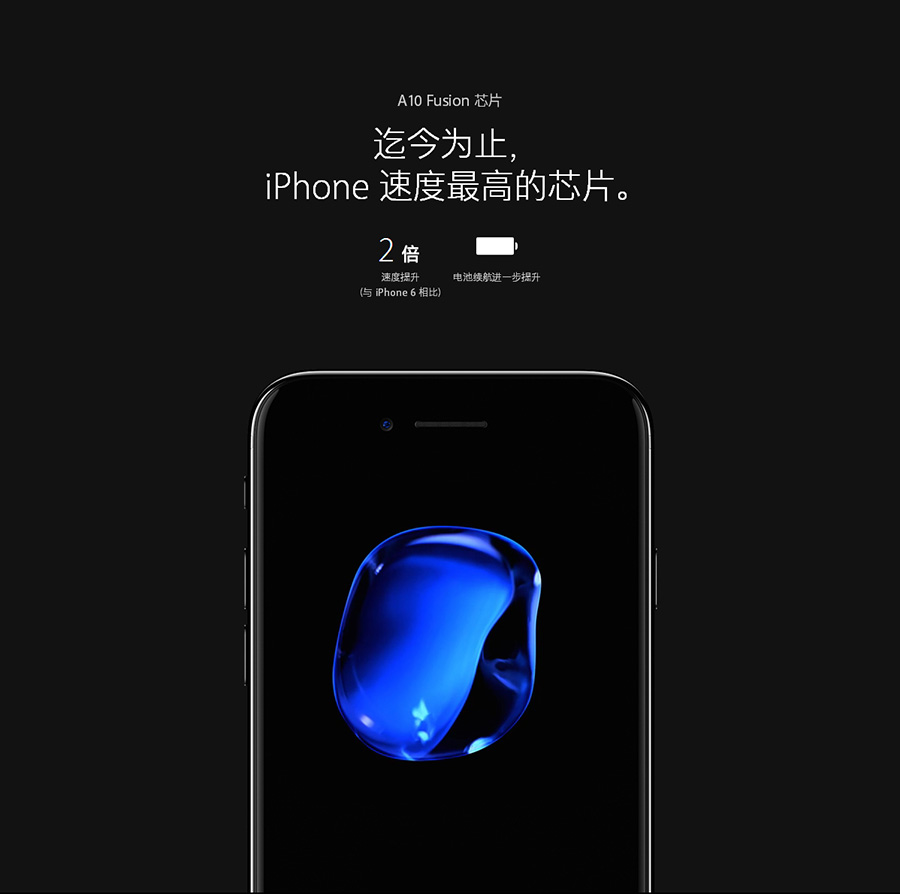 A10 Fusion 芯片
迄今为止,
iPhone 速度最高的芯片。
2 倍
速度提升
(与 iPhone 6 相比)
电池续航进一步提升